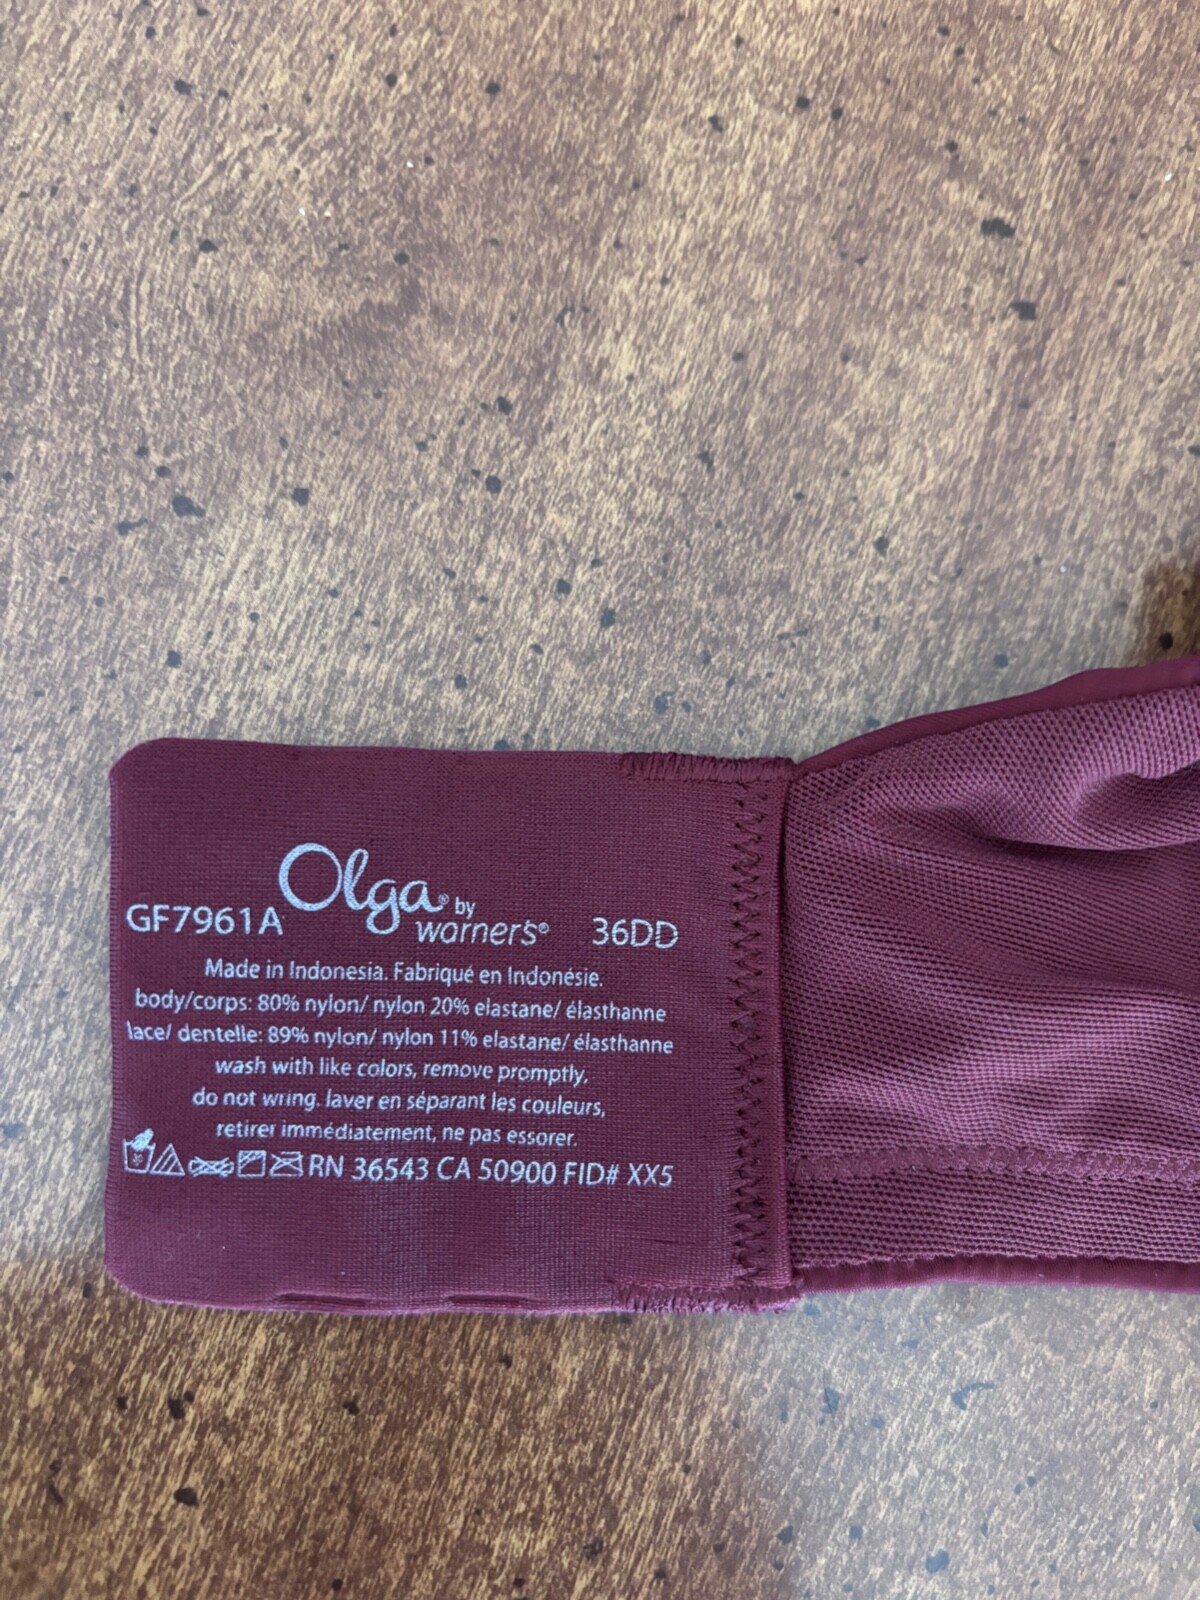 Olga® by
GF7961A warner's® 36DD
Made in Indonesia. Fabriqué en Indonésie.
body/corps: 80% nylon/ nylon 20% elastane/ élasthanne
lace/ dentelle: 89% nylon/ nylon 11% elastane/ élasthanne
wash with like colors, remove promptly,
do not wring. laver en séparant les couleurs,
retirer immédiatement, ne pas essorer.
30 RN 36543 CA 50900 FID# XX5